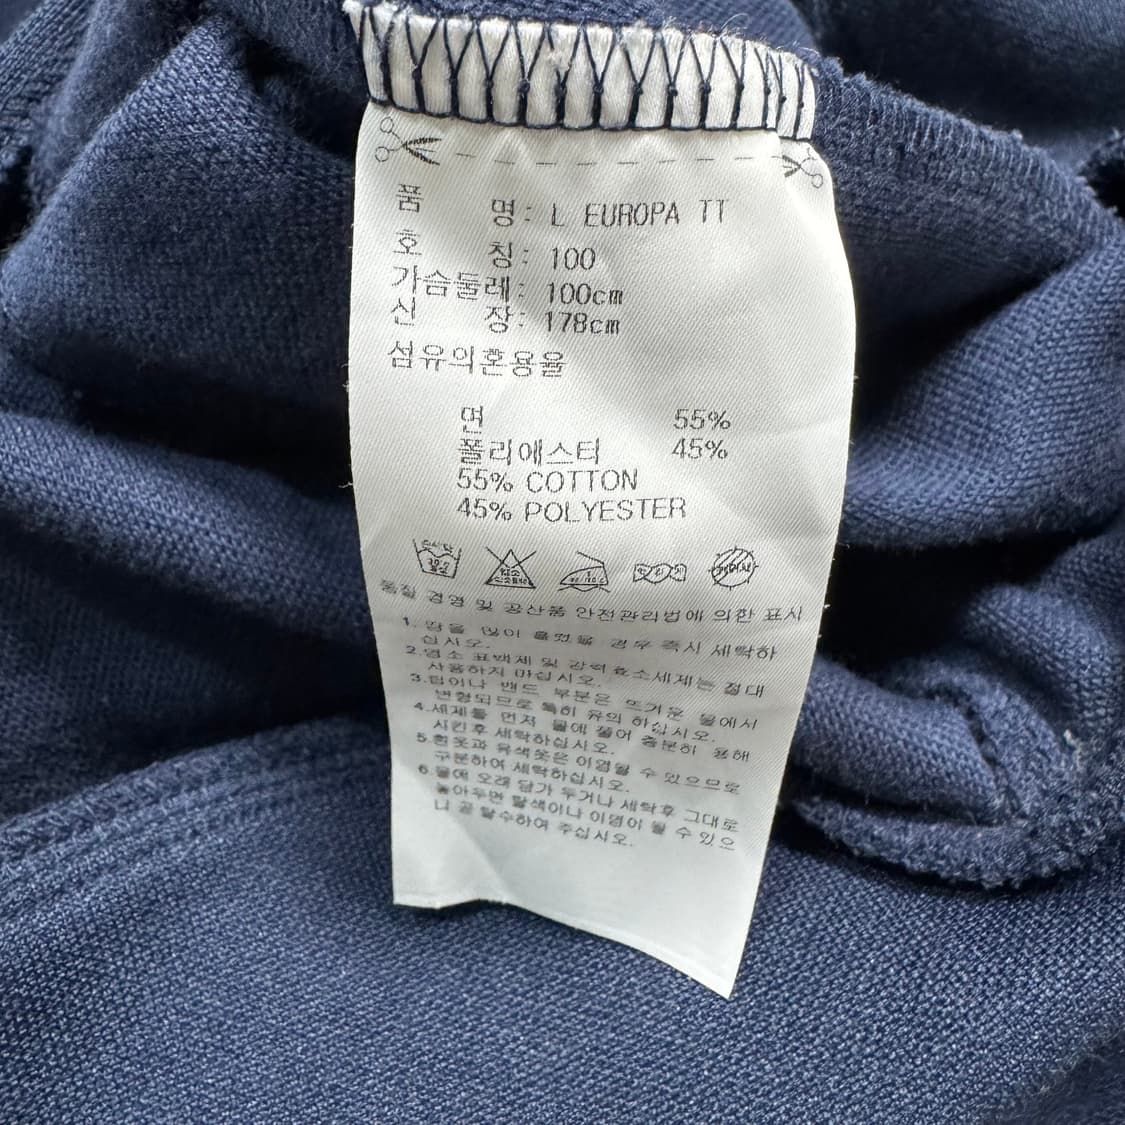 품 명: L EUROPA TT
호 칭: 100
가슴둘레: 100cm
신 장: 178cm
섬유의혼용율
면 55%
폴리에스터 45%
55% COTTON
45% POLYESTER
품질 경영 및 공산품 안전관리법에 의한 표시
1. 땀을 많이 흘렸을 경우 즉시 세탁하
십시오.
2.염소 표백제 및 강력효소세제는 절대
사용하지 마십시오.
3.탑이나 밴드 부분은 뜨거운 물에서
변형되므로 특히 유의 하십시오.
4.세제를 먼저 물에 풀어 충분히 용해
시킨후 세탁하십시오.
5.흰옷과 유색옷은 이염될 수 있으므로
구분하여 세탁하십시오.
6.물에 오래 담가 두거나 세탁후 그대로
놓아두면 탈색이나 이염이 될 수 있으
니 곧 탈수하여 주십시오.